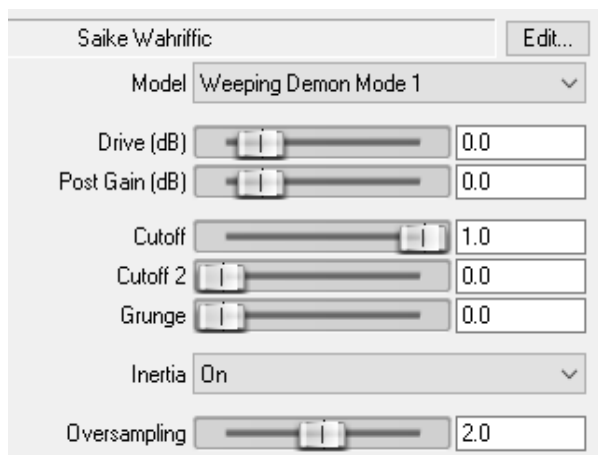 Saike Wahriffic Edit...
Model Weeping Demon Mode 1
Drive (dB) 0.0
Post Gain (dB) 0.0
Cutoff 1.0
Cutoff 2 0.0
Grunge 0.0
Inertia On
Oversampling 2.0